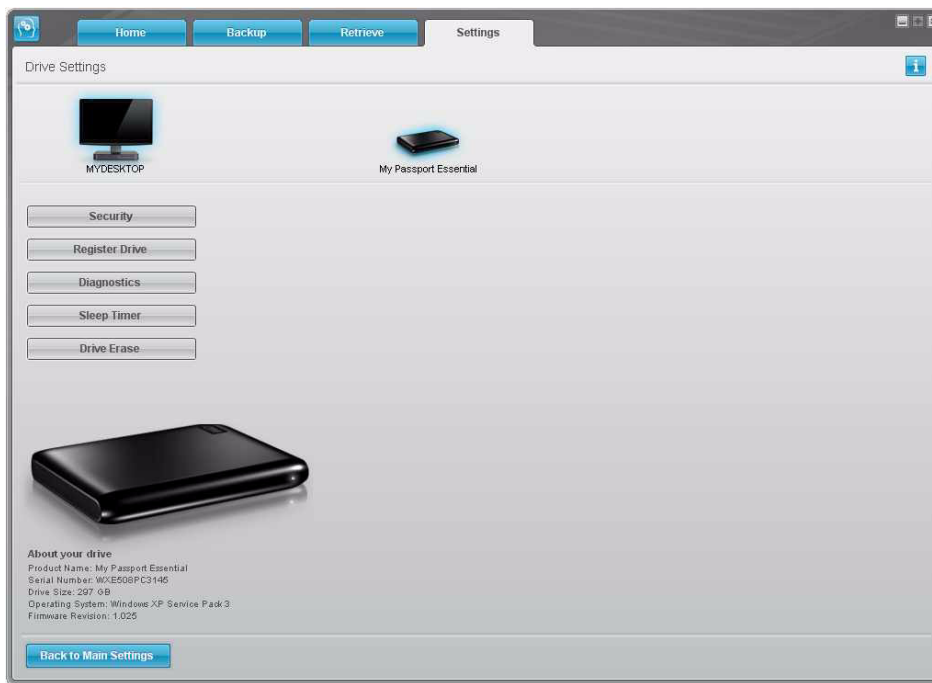 Home Backup Retrieve Settings
Drive Settings
i
MYDESKTOP
My Passport Essential
Security
Register Drive
Diagnostics
Sleep Timer
Drive Erase
About your drive
Product Name: My Passport Essential
Serial Number: WXE508PC3145
Drive Size: 297 GB
Operating System: Windows XP Service Pack 3
Firmware Revision: 1.025
Back to Main Settings